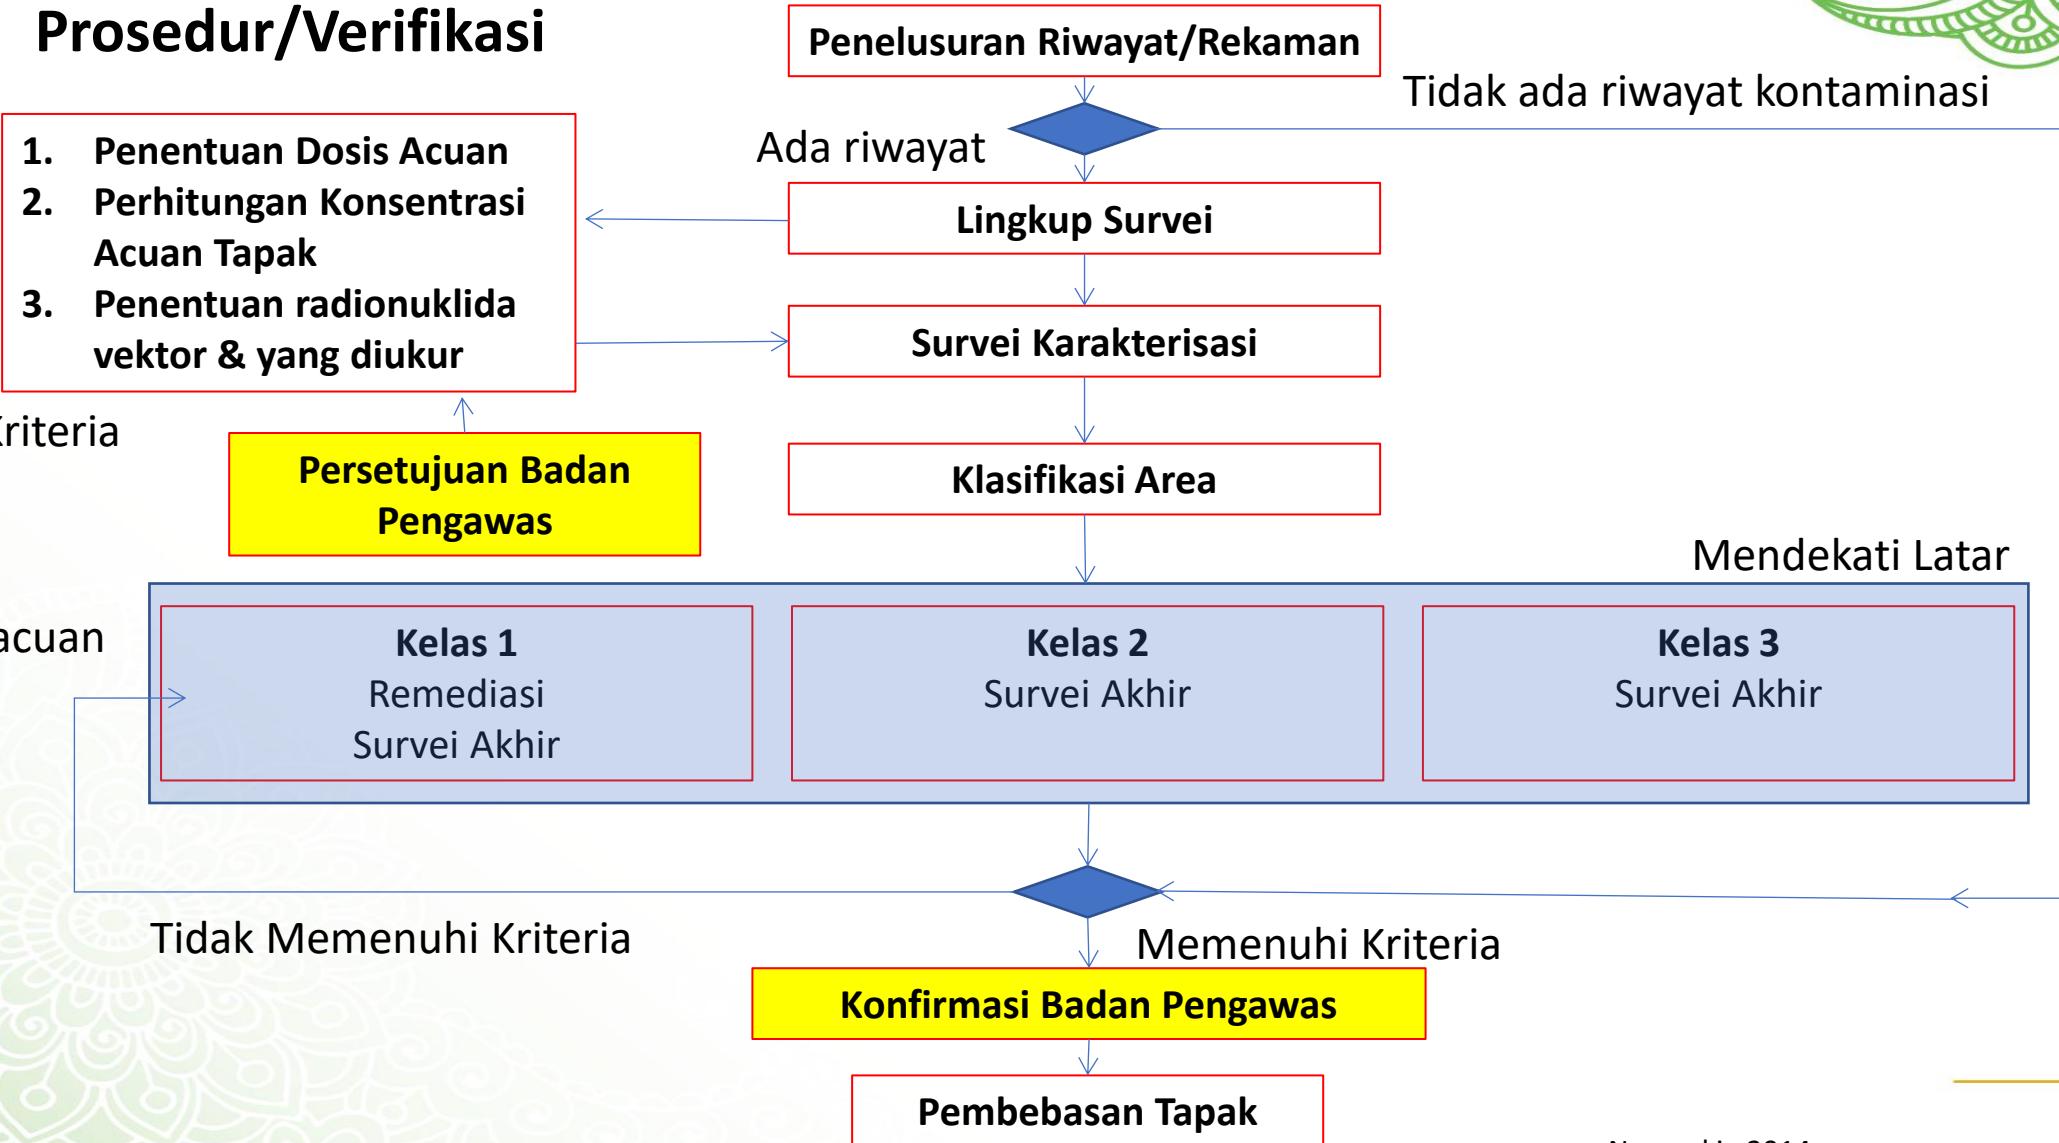 Prosedur/Verifikasi
Penelusuran Riwayat/Rekaman
Tidak ada riwayat kontaminasi
Ada riwayat
1. Penentuan Dosis Acuan
2. Perhitungan Konsentrasi
Acuan Tapak
3. Penentuan radionuklida
vektor & yang diukur
Lingkup Survei
Survei Karakterisasi
Kriteria
Persetujuan Badan
Pengawas
Klasifikasi Area
Mendekati Latar
acuan
Kelas 1
Remediasi
Survei Akhir
Kelas 2
Survei Akhir
Kelas 3
Survei Akhir
Tidak Memenuhi Kriteria
Memenuhi Kriteria
Konfirmasi Badan Pengawas
Pembebasan Tapak
2014